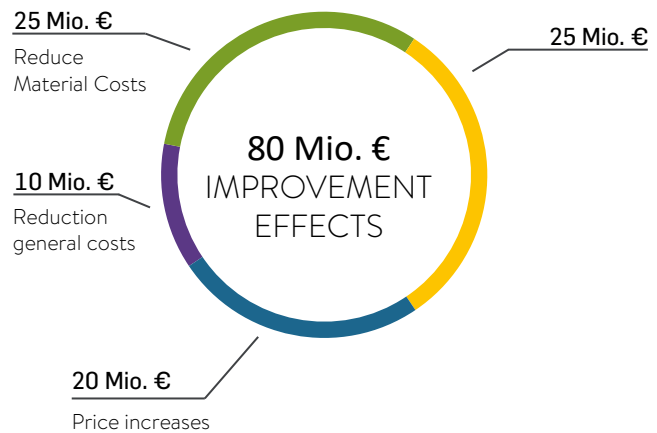 25 Mio. €
Reduce
Material Costs
25 Mio. €
80 Mio. €
IMPROVEMENT
EFFECTS
10 Mio. €
Reduction
general costs
20 Mio. €
Price increases